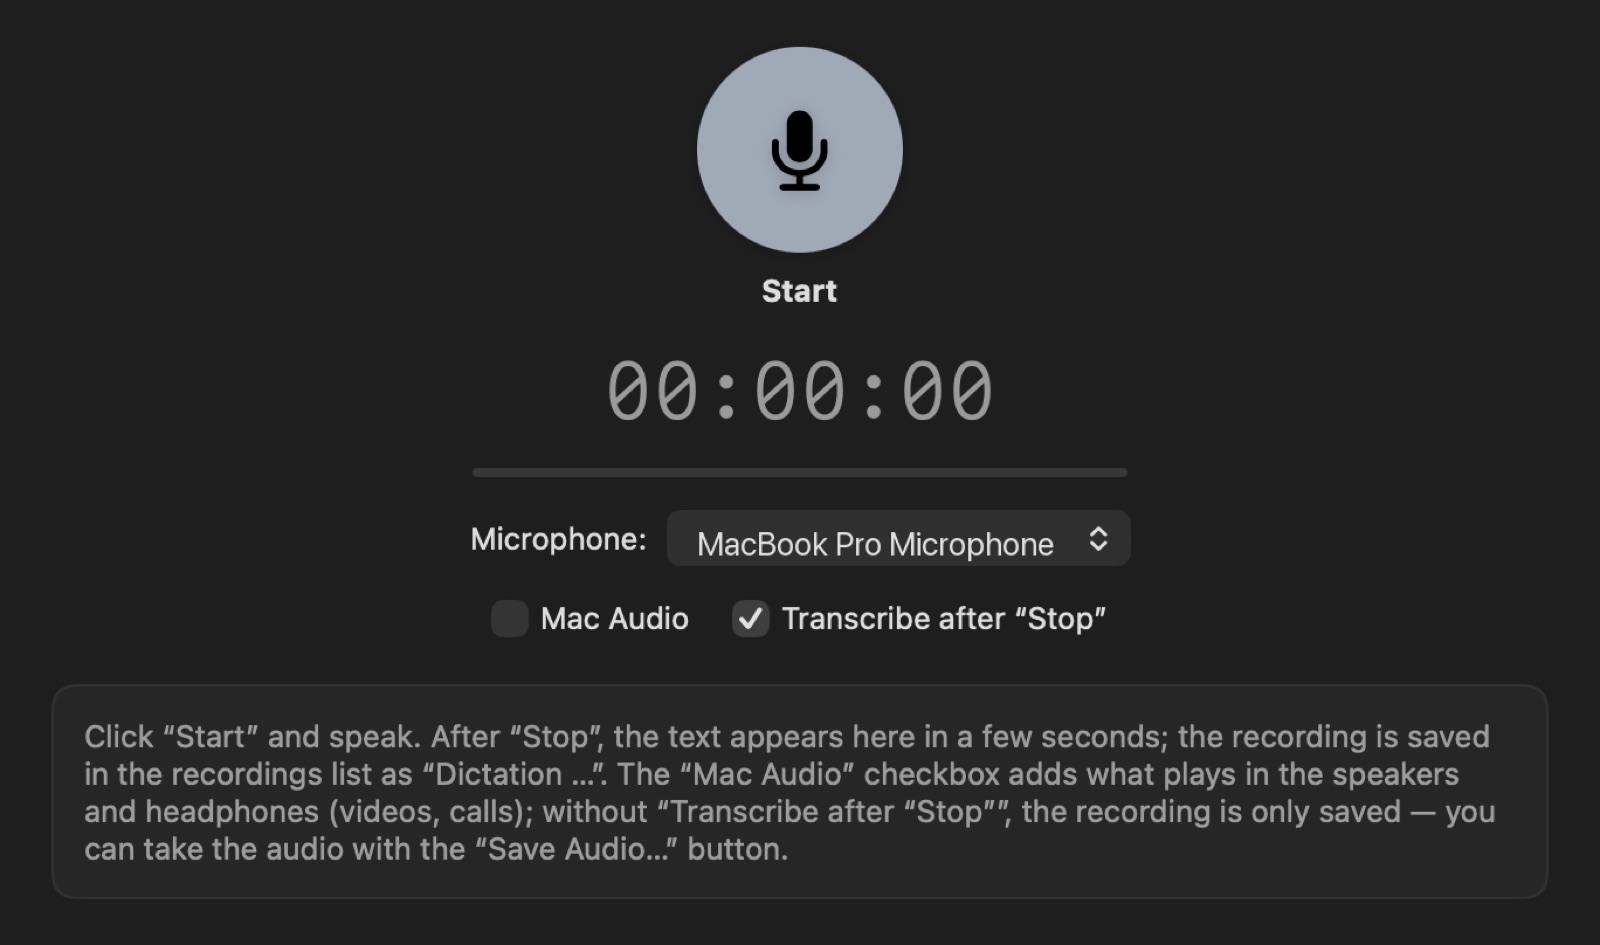 Start
00:00:00
Microphone: MacBook Pro Microphone
Mac Audio Transcribe after “Stop”
Click “Start” and speak. After “Stop”, the text appears here in a few seconds; the recording is saved
in the recordings list as “Dictation ...”. The “Mac Audio” checkbox adds what plays in the speakers
and headphones (videos, calls); without “Transcribe after “Stop””, the recording is only saved — you
can take the audio with the “Save Audio...” button.